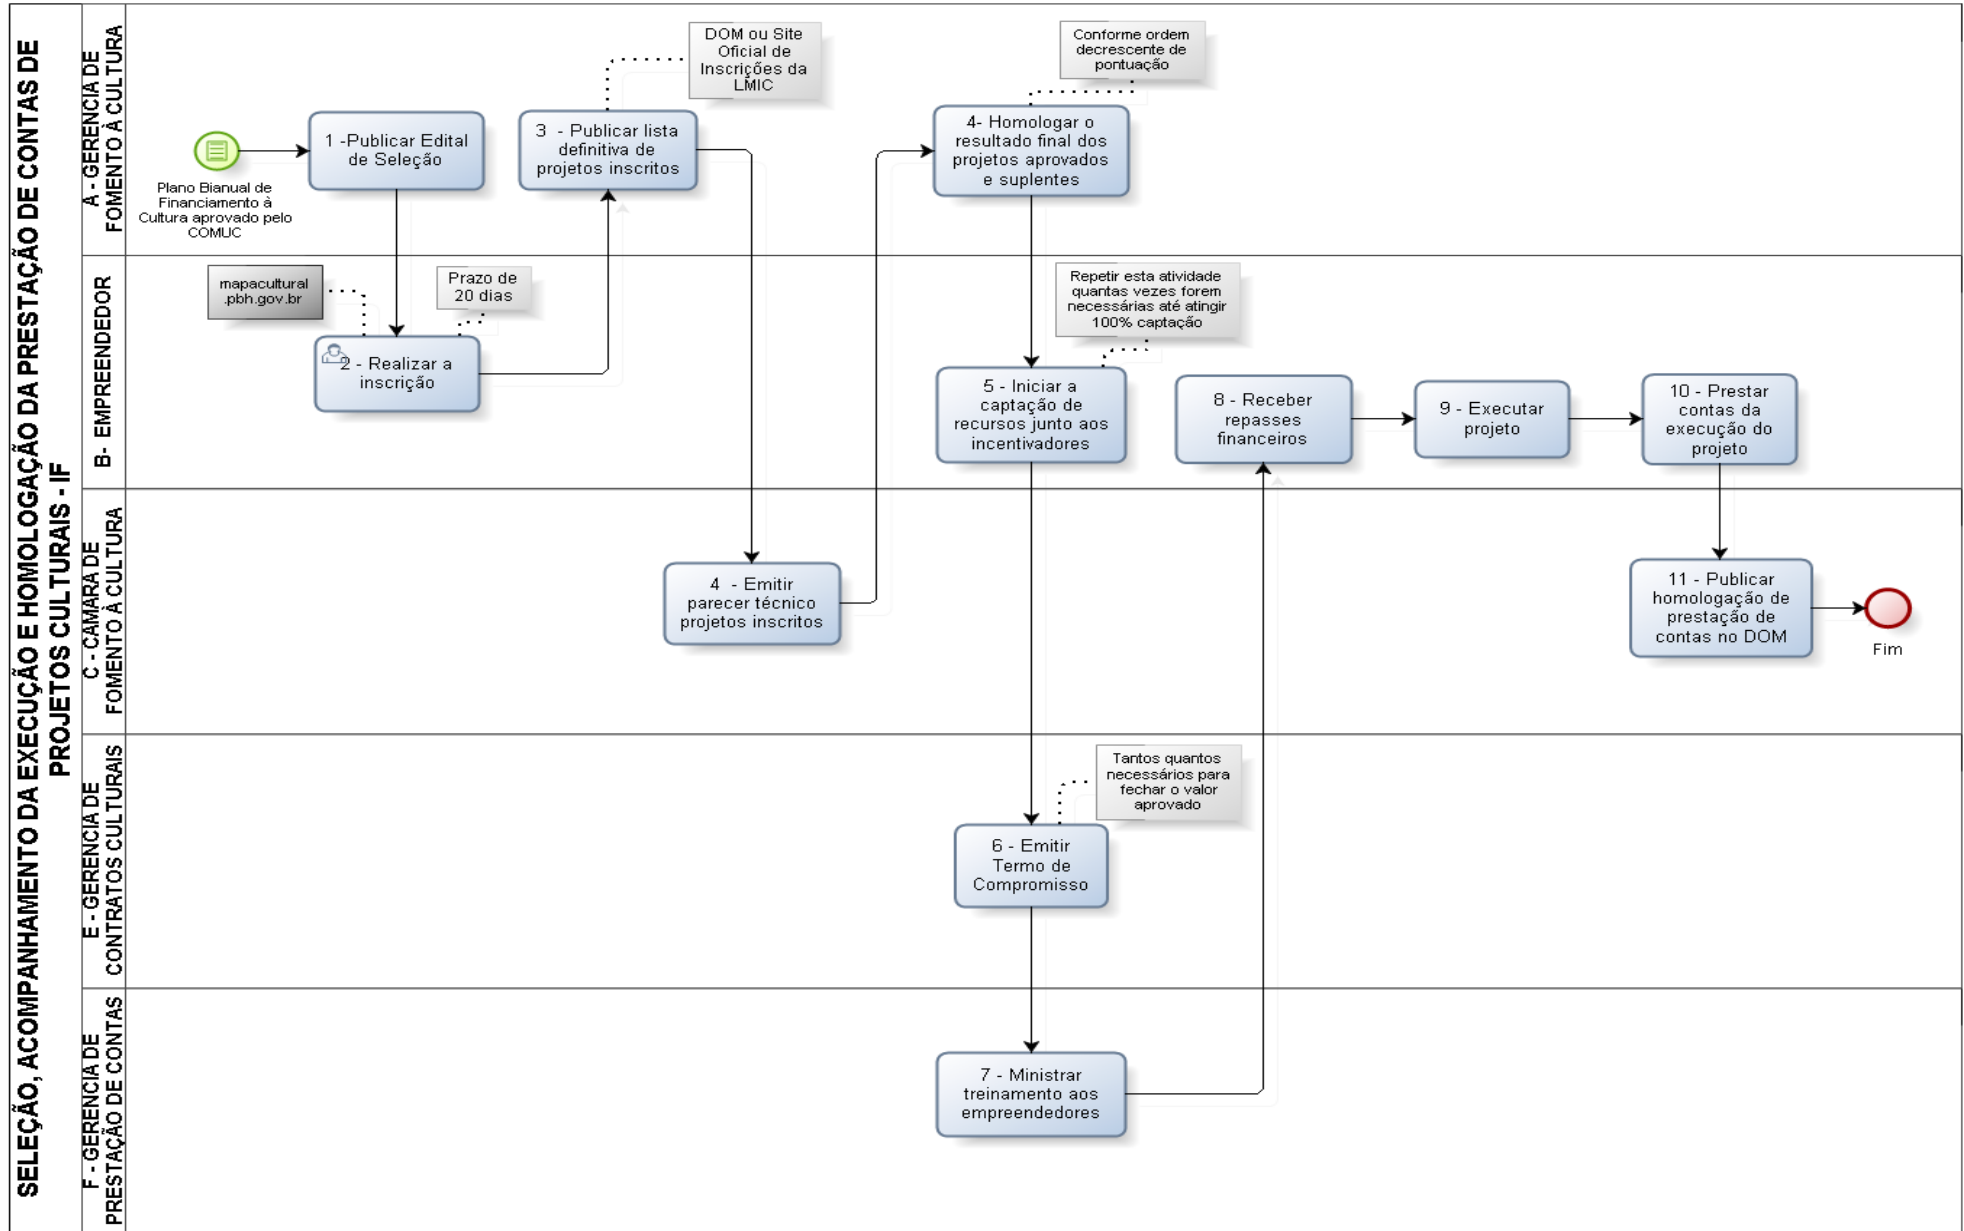 SELEÇÃO, ACOMPANHAMENTO DA EXECUÇÃO E HOMOLOGAÇÃO DA PRESTAÇÃO DE CONTAS DE
PROJETOS CULTURAIS - IF
A - GERENCIA DE
FOMENTO À CULTURA
Plano Bianual de
Financiamento à
Cultura aprovado pelo
COMUC
1 -Publicar Edital
de Seleção
3 - Publicar lista
definitiva de
projetos inscritos
DOM ou Site
Oficial de
Inscrições da
LMIC
4- Homologar o
resultado final dos
projetos aprovados
e suplentes
Conforme ordem
decrescente de
pontuação
B- EMPREENDEDOR
mapacultural
.pbh.gov.br
Prazo de
20 dias
2 - Realizar a
inscrição
Repetir esta atividade
quantas vezes forem
necessárias até atingir
100% captação
5 - Iniciar a
captação de
recursos junto aos
incentivadores
8 - Receber
repasses
financeiros
9 - Executar
projeto
10 - Prestar
contas da
execução do
projeto
C - CÂMARA DE
FOMENTO À CULTURA
4 - Emitir
parecer técnico
projetos inscritos
11 - Publicar
homologação de
prestação de
contas no DOM
Fim
E - GERENCIA DE
CONTRATOS CULTURAIS
Tantos quantos
necessários para
fechar o valor
aprovado
6 - Emitir
Termo de
Compromisso
F - GERENCIA DE
PRESTAÇÃO DE CONTAS
7 - Ministrar
treinamento aos
empreendedores